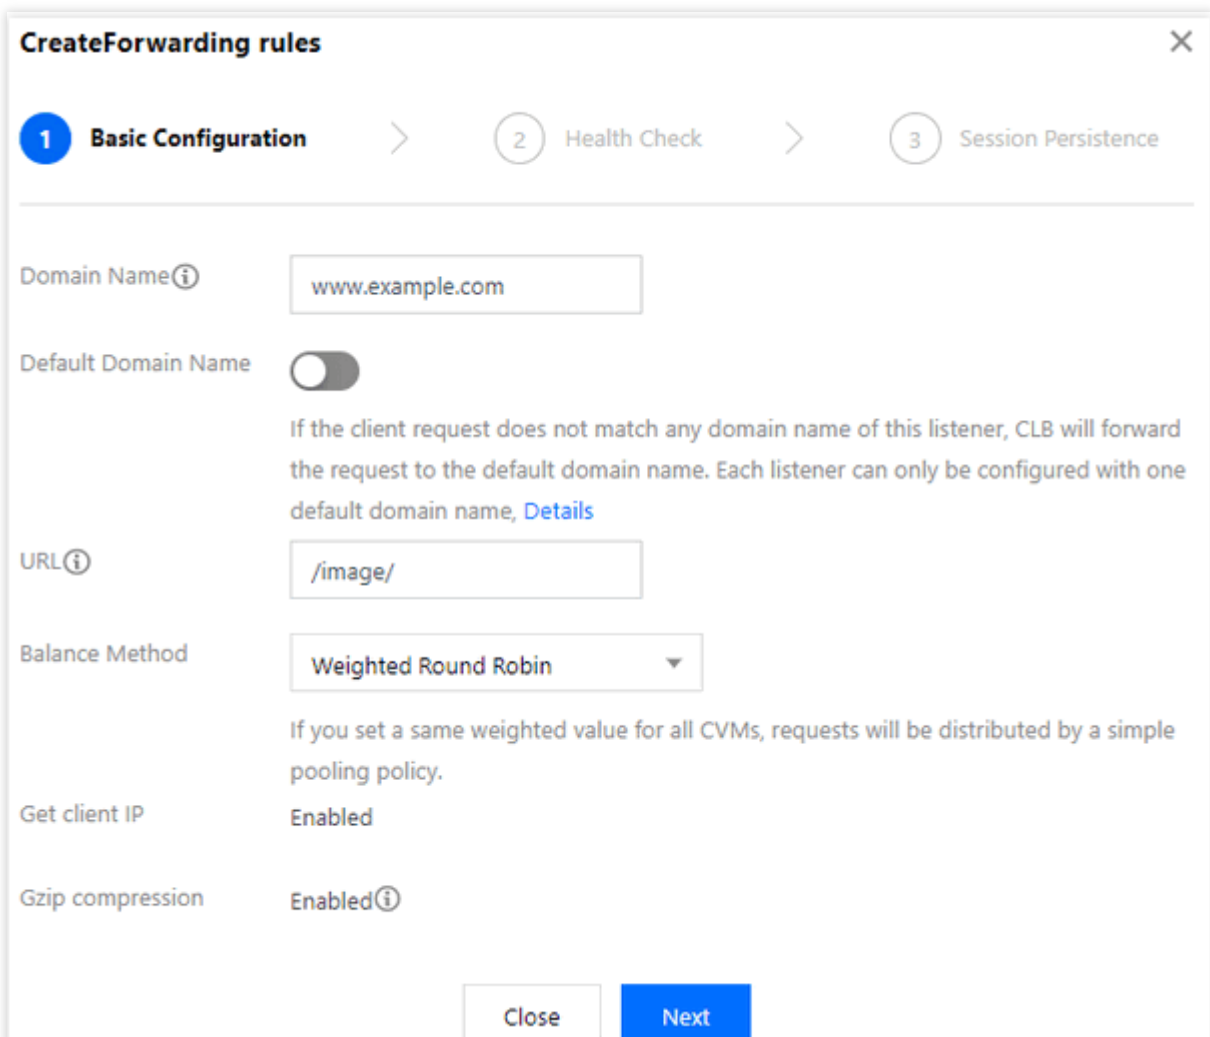 CreateForwarding rules
1 Basic Configuration 2 Health Check 3 Session Persistence
Domain Name www.example.com
Default Domain Name
If the client request does not match any domain name of this listener, CLB will forward
the request to the default domain name. Each listener can only be configured with one
default domain name, Details
URL /image/
Balance Method Weighted Round Robin
If you set a same weighted value for all CVMs, requests will be distributed by a simple
pooling policy.
Get client IP Enabled
Gzip compression Enabled
Close Next